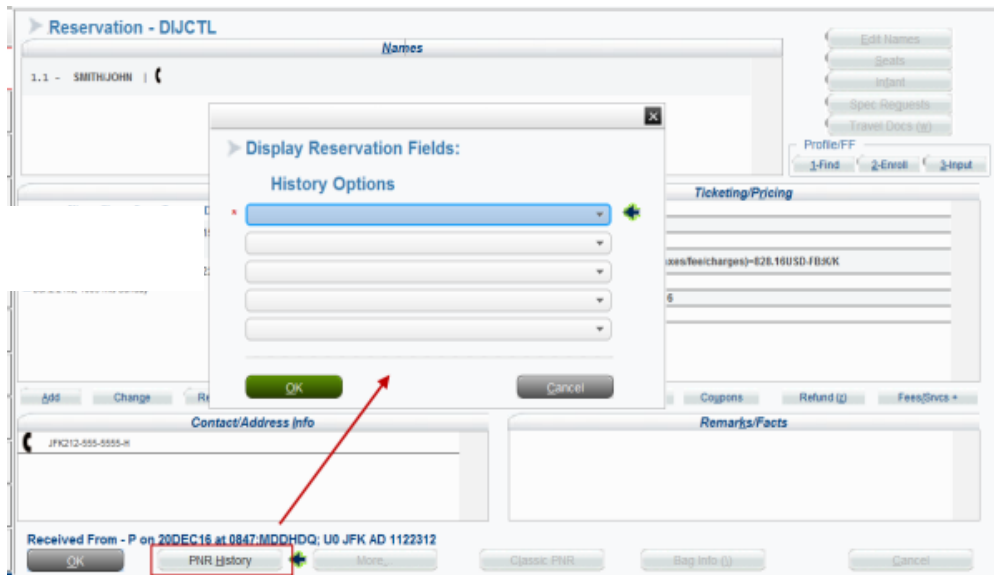 Reservation - DIJCTL
Names
1.1 - SMITH/JOHN |
Edit Names
Seats
Infant
Spec Requests
Travel Docs (w)
Profile/FF
1-Find 2-Enroll 3-Input
Display Reservation Fields:
History Options
*
OK
Cancel
Ticketing/Pricing
axes/fee/charges)=828.16USD-FB:K/K
6
Add Change Re
Coupons Refund (z) Fees/Srvcs +
Contact/Address Info
JFK212-555-5555-H
Remarks/Facts
Received From - P on 20DEC16 at 0847;MDDHDQ; U0 JFK AD 1122312
OK PNR History More.. Classic PNR Bag Info (\) Cancel